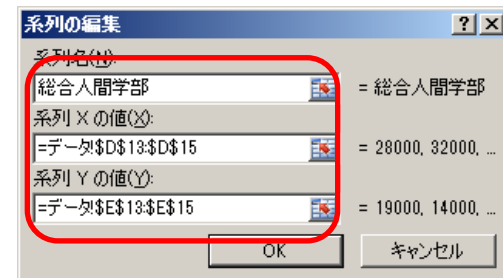 系列の編集
系列名(N):
総合人間学部 = 総合人間学部
系列 X の値(X):
=データ!$D$13:$D$15 = 28000, 32000, ...
系列 Y の値(Y):
=データ!$E$13:$E$15 = 19000, 14000, ...
OK キャンセル